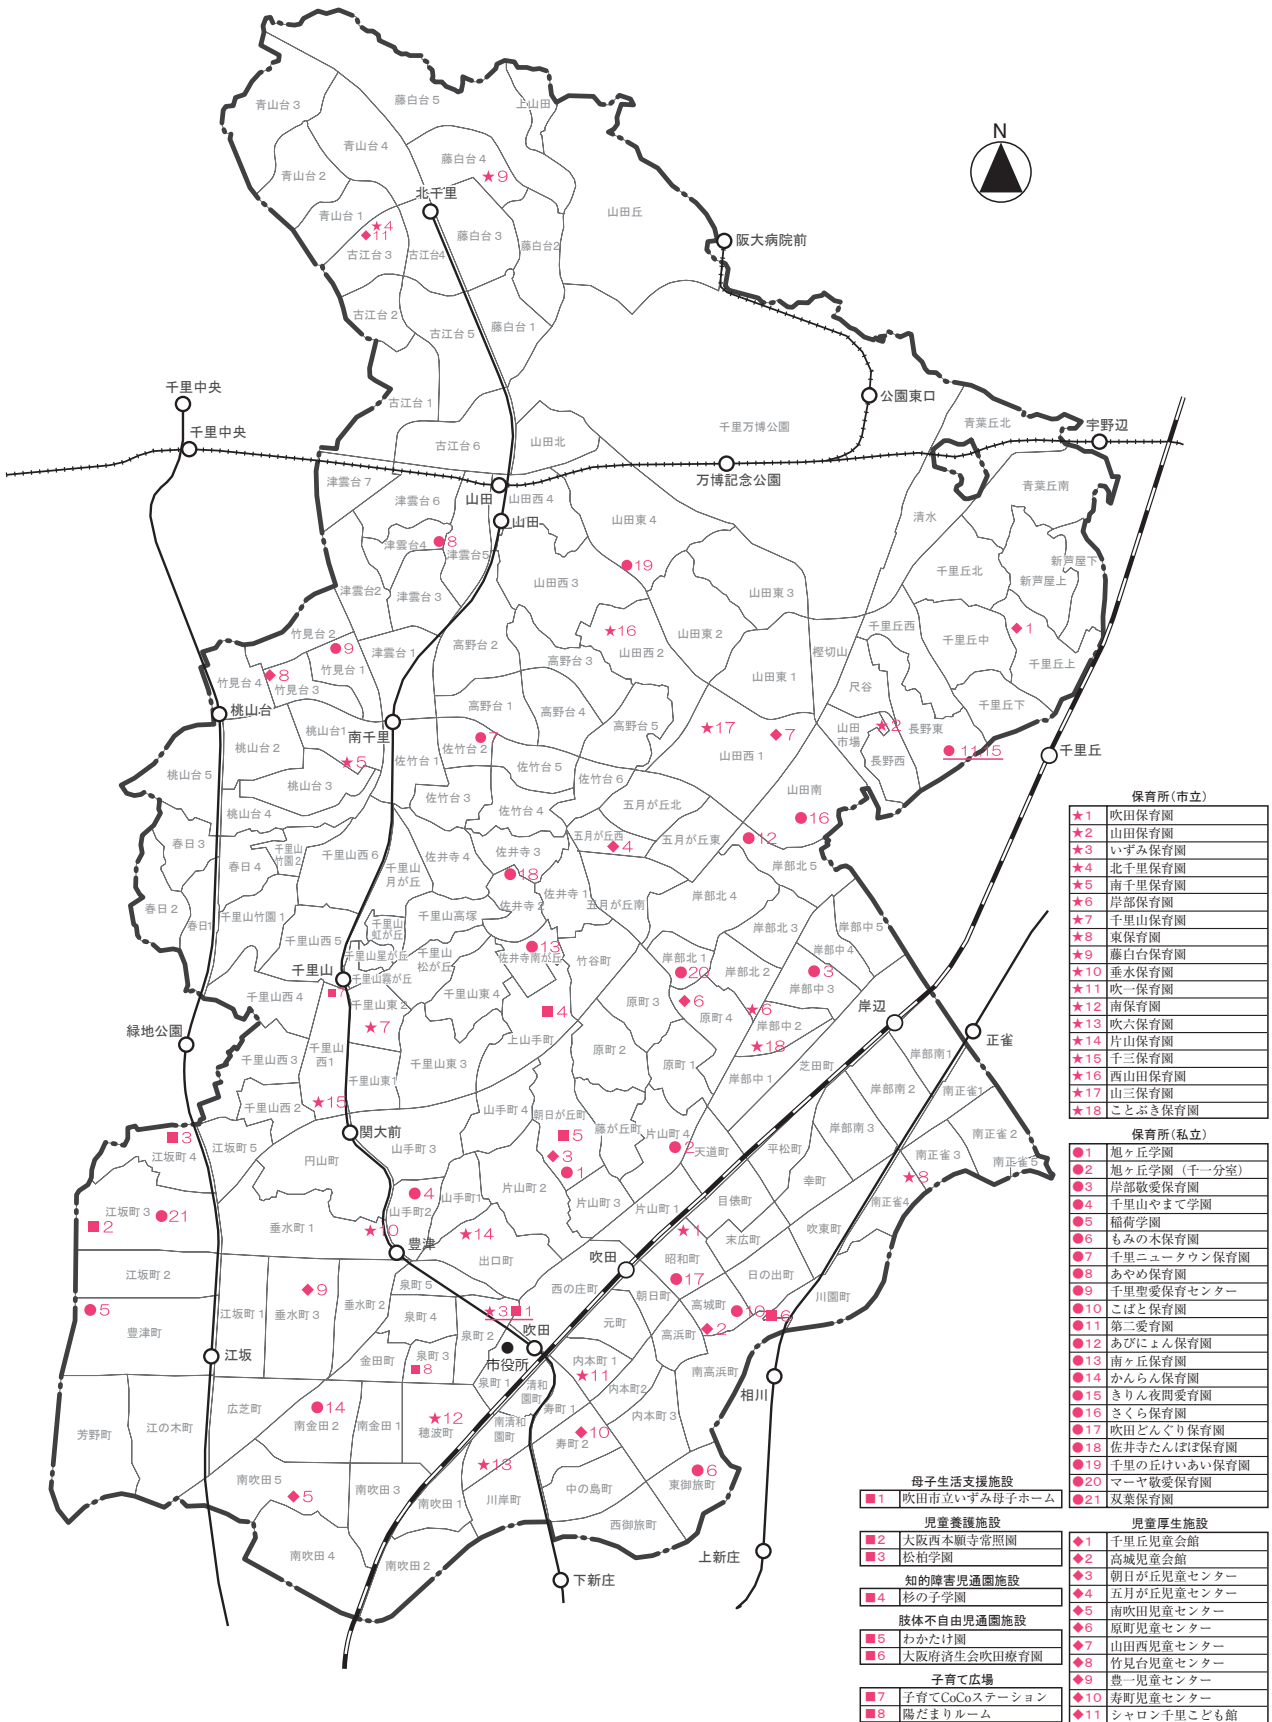 N
青山台3
藤白台5
上山田
青山台4
藤白台4
★9
青山台2
北千里
山田丘
青山台1
★4
◆11
藤白台3
藤白台2
阪大病院前
古江台3
古江台4
古江台2
古江台5
藤白台1
千里中央
古江台1
公園東口
千里中央
古江台6
山田北
千里万博公園
青葉丘北
宇野辺
津雲台7
万博記念公園
津雲台6
山田
山田西4
青葉丘南
山田
山田東4
清水
津雲台4
●8
津雲台5
●19
新芦屋下
千里丘北
新芦屋上
津雲台2
津雲台3
山田西3
山田東3
竹見台2
●9
津雲台1
高野台2
★16
山田東2
千里丘西
千里丘中
◆1
高野台3
山田西2
樫切山
千里丘上
竹見台4
◆8
竹見台3
竹見台1
山田東1
尺谷
桃山台
高野台1
高野台4
高野台5
千里丘下
桃山台1
南千里
★17
◆7
山田市場
★2
長野東
桃山台2
★5
佐竹台2
●7
山田西1
長野西
●11,15
千里丘
桃山台5
桃山台3
佐竹台1
佐竹台5
佐竹台6
山田南
佐竹台3
佐竹台4
五月が丘北
桃山台4
●16
春日3
千里山竹園2
千里山西6
佐井寺4
佐井寺3
五月が丘西
◆4
五月が丘東
●12
春日4
千里山月が丘
●18
佐井寺1
岸部北5
春日2
春日1
千里山竹園1
千里山高塚
佐井寺2
五月が丘南
岸部北4
千里山虹が丘
岸部北3
岸部中5
千里山西5
千里山星が丘
千里山松が丘
●13
佐井寺南が丘
竹谷町
岸部北1
岸部北2
岸部中4
千里山
千里山霧が丘
●20
●3
岸部中3
千里山西4
■7
千里山東2
千里山東4
原町3
◆6
★6
岸辺
★7
■4
原町4
岸部中2
緑地公園
千里山西1
上山手町
原町2
★18
正雀
千里山西3
千里山東3
原町1
芝田町
岸部南1
千里山東1
岸部中1
岸部南2
南正雀1
千里山西2
★15
山手町4
朝日が丘町
関大前
藤が丘町
片山町4
岸部南3
南正雀2
■3
江坂町5
■5
●2
天道町
平松町
江坂町4
円山町
山手町3
◆3
南正雀3
南正雀5
●1
幸町
★8
江坂町3
●21
●4
山手町1
片山町2
目俵町
南正雀4
■2
山手町2
片山町3
片山町1
垂水町1
★10
★14
★1
吹東町
豊津
出口町
昭和町
末広町
江坂町2
泉町5
西の庄町
吹田
●17
日の出町
◆9
川園町
朝日町
●5
江坂町1
垂水町3
垂水町2
泉町4
★3■1
高城町
●10
■6
豊津町
元町
泉町2
吹田
高浜町
◆2
金田町
泉町3
市役所
内本町1
江坂
■8
南高浜町
泉町1
清和園町
★11
相川
内本町2
広芝町
●14
芳野町
江の木町
南金田2
南金田1
★12
穂波町
南清和園町
寿町1
内本町3
◆10
寿町2
★13
●6
南吹田5
東御旅町
◆5
南吹田3
南吹田1
川岸町
中の島町
西御旅町
南吹田4
上新庄
南吹田2
下新庄
保育所(市立)
★1 吹田保育園
★2 山田保育園
★3 いずみ保育園
★4 北千里保育園
★5 南千里保育園
★6 岸部保育園
★7 千里山保育園
★8 東保育園
★9 藤白台保育園
★10 垂水保育園
★11 吹一保育園
★12 南保育園
★13 吹六保育園
★14 片山保育園
★15 千三保育園
★16 西山田保育園
★17 山三保育園
★18 ことぶき保育園
保育所(私立)
●1 旭ヶ丘学園
●2 旭ヶ丘学園（千一分室）
●3 岸部敬愛保育園
●4 千里山やまて学園
●5 稲荷学園
●6 もみの木保育園
●7 千里ニュータウン保育園
●8 あやめ保育園
●9 千里聖愛保育センター
●10 こばと保育園
●11 第二愛育園
●12 あびにょん保育園
●13 南ヶ丘保育園
●14 かんらん保育園
●15 きりん夜間愛育園
●16 さくら保育園
●17 吹田どんぐり保育園
●18 佐井寺たんぽぽ保育園
●19 千里の丘けいあい保育園
●20 マーヤ敬愛保育園
●21 双葉保育園
母子生活支援施設
■1 吹田市立いずみ母子ホーム
児童養護施設
■2 大阪西本願寺常照園
■3 松柏学園
知的障害児通園施設
■4 杉の子学園
肢体不自由児通園施設
■5 わかたけ園
■6 大阪府済生会吹田療育園
子育て広場
■7 子育てCoCoステーション
■8 陽だまりルーム
児童厚生施設
◆1 千里丘児童会館
◆2 高城児童会館
◆3 朝日が丘児童センター
◆4 五月が丘児童センター
◆5 南吹田児童センター
◆6 原町児童センター
◆7 山田西児童センター
◆8 竹見台児童センター
◆9 豊一児童センター
◆10 寿町児童センター
◆11 シャロン千里こども館